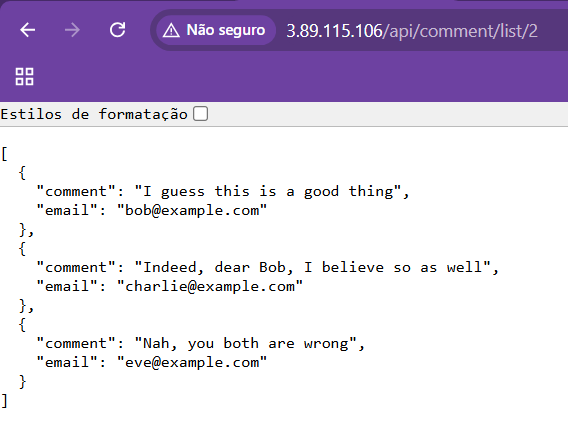 Não seguro 3.89.115.106/api/comment/list/2
Estilos de formatação
[
  {
    "comment": "I guess this is a good thing",
    "email": "bob@example.com"
  },
  {
    "comment": "Indeed, dear Bob, I believe so as well",
    "email": "charlie@example.com"
  },
  {
    "comment": "Nah, you both are wrong",
    "email": "eve@example.com"
  }
]